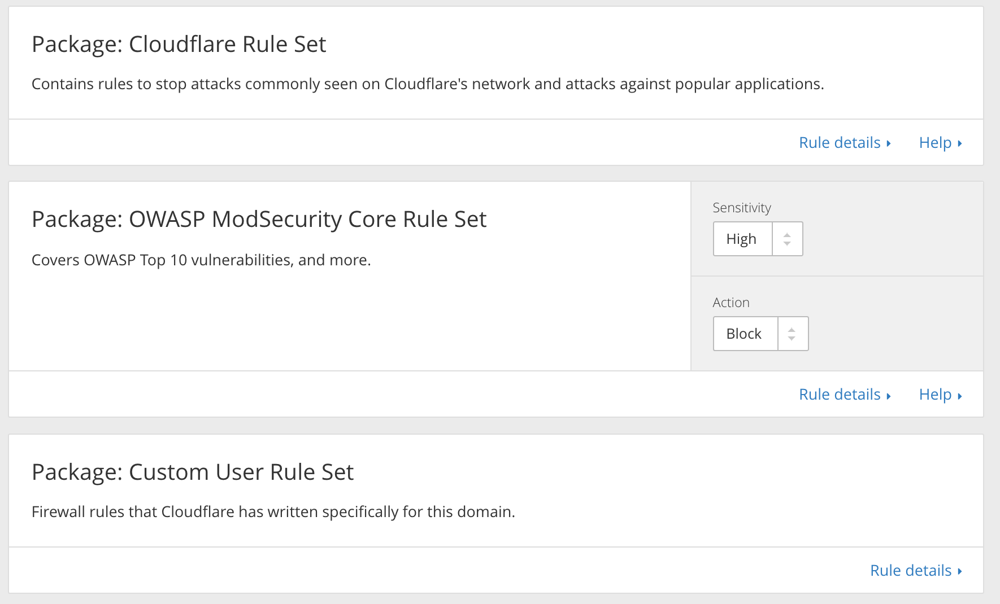 Package: Cloudflare Rule Set
Contains rules to stop attacks commonly seen on Cloudflare's network and attacks against popular applications.
Rule details
Help
Package: OWASP ModSecurity Core Rule Set
Covers OWASP Top 10 vulnerabilities, and more.
Sensitivity
High
Action
Block
Rule details
Help
Package: Custom User Rule Set
Firewall rules that Cloudflare has written specifically for this domain.
Rule details